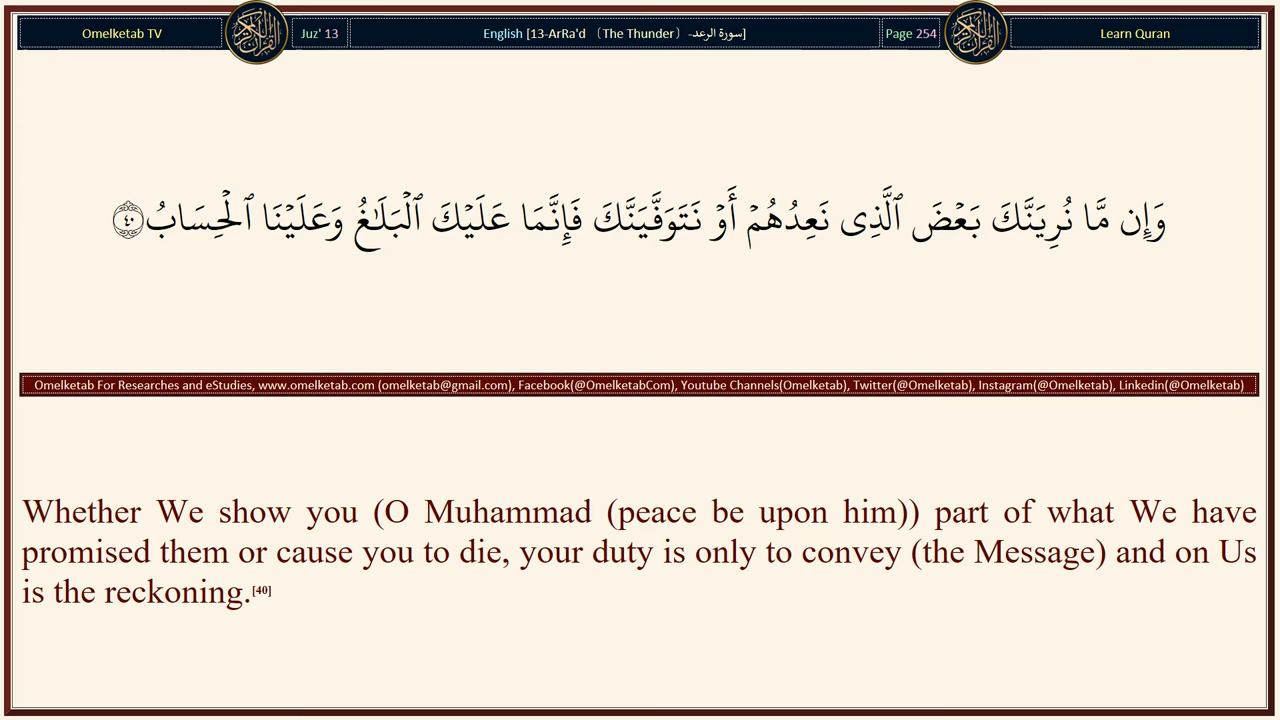 Omelketab TV
Juz' 13
English [13-ArRa'd 〔The Thunder〕-سورة الرعد]
Page 254
Learn Quran
وَإِن مَّا نُرِيَنَّكَ بَعْضَ ٱلَّذِى نَعِدُهُمْ أَوْ نَتَوَفَّيَنَّكَ فَإِنَّمَا عَلَيْكَ ٱلْبَلَـٰغُ وَعَلَيْنَا ٱلْحِسَابُ ٤٠
Omelketab For Researches and eStudies, www.omelketab.com (omelketab@gmail.com), Facebook(@OmelketabCom), Youtube Channels(Omelketab), Twitter(@Omelketab), Instagram(@Omelketab), Linkedin(@Omelketab)
Whether We show you (O Muhammad (peace be upon him)) part of what We have
promised them or cause you to die, your duty is only to convey (the Message) and on Us
is the reckoning.[40]